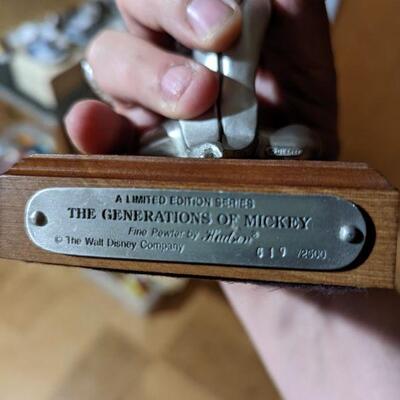 A LIMITED EDITION SERIES
THE GENERATIONS OF MICKEY
Fine Pewter by Hudson®
© The Walt Disney Company 619 /2500